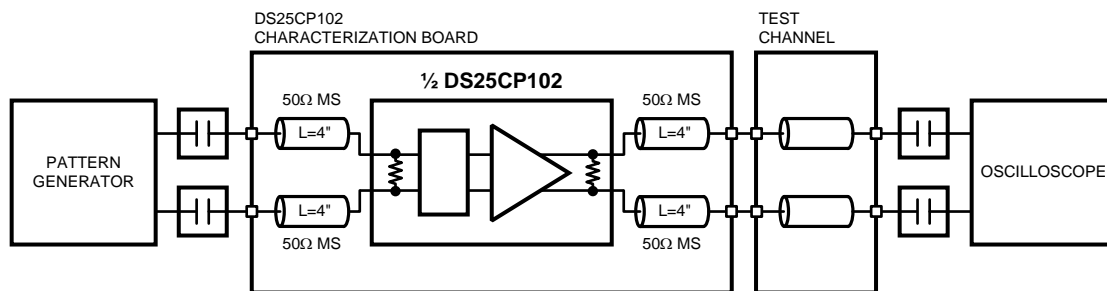 DS25CP102
CHARACTERIZATION BOARD
TEST
CHANNEL
½ DS25CP102
50Ω MS
50Ω MS
L=4"
L=4"
PATTERN
GENERATOR
OSCILLOSCOPE
L=4"
L=4"
50Ω MS
50Ω MS